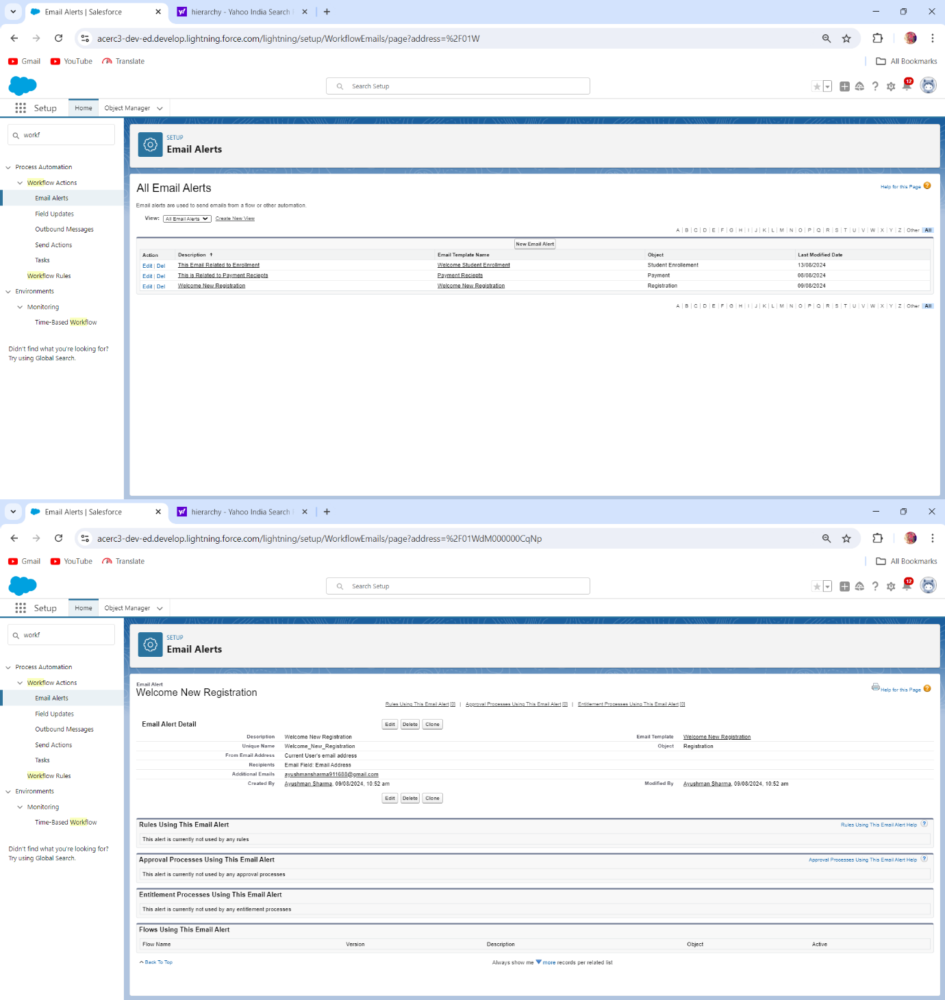 Email Alerts | Salesforce
hierarchy - Yahoo India Search
acerc3-dev-ed.develop.lightning.force.com/lightning/setup/WorkflowEmails/page?address=%2F01W
Gmail YouTube Translate All Bookmarks
Search Setup
12
Setup Home Object Manager
workf
Process Automation
Workflow Actions
Email Alerts
Field Updates
Outbound Messages
Send Actions
Tasks
Workflow Rules
Environments
Monitoring
Time-Based Workflow
Didn't find what you're looking for?
Try using Global Search.
SETUP
Email Alerts
All Email Alerts
Help for this Page
Email alerts are used to send emails from a flow or other automation.
View: All Email Alerts Create New View
A | B | C | D | E | F | G | H | I | J | K | L | M | N | O | P | Q | R | S | T | U | V | W | X | Y | Z | Other | All
New Email Alert
Action Description Email Template Name Object Last Modified Date
Edit | Del This Email Related to Enrollment Welcome Student Enrollment Student Enrollement 13/08/2024
Edit | Del This is Related to Payment Reciepts Payment Reciepts Payment 08/08/2024
Edit | Del Welcome New Registration Welcome New Registration Registration 09/08/2024
A | B | C | D | E | F | G | H | I | J | K | L | M | N | O | P | Q | R | S | T | U | V | W | X | Y | Z | Other | All
Email Alerts | Salesforce
hierarchy - Yahoo India Search
acerc3-dev-ed.develop.lightning.force.com/lightning/setup/WorkflowEmails/page?address=%2F01WdM000000CqNp
Gmail YouTube Translate All Bookmarks
Search Setup
12
Setup Home Object Manager
workf
Process Automation
Workflow Actions
Email Alerts
Field Updates
Outbound Messages
Send Actions
Tasks
Workflow Rules
Environments
Monitoring
Time-Based Workflow
Didn't find what you're looking for?
Try using Global Search.
SETUP
Email Alerts
Email Alert
Welcome New Registration
Help for this Page
Rules Using This Email Alert [0] | Approval Processes Using This Email Alert [0] | Entitlement Processes Using This Email Alert [0]
Email Alert Detail Edit Delete Clone
Description Welcome New Registration Email Template Welcome New Registration
Unique Name Welcome_New_Registration Object Registration
From Email Address Current User's email address
Recipients Email Field: Email Address
Additional Emails ayushmansharma911688@gmail.com
Created By Ayushman Sharma, 09/08/2024, 10:52 am Modified By Ayushman Sharma, 09/08/2024, 10:52 am
Edit Delete Clone
Rules Using This Email Alert Rules Using This Email Alert Help ?
This alert is currently not used by any rules
Approval Processes Using This Email Alert Approval Processes Using This Email Alert Help ?
This alert is currently not used by any approval processes
Entitlement Processes Using This Email Alert
This alert is currently not used by any entitlement processes
Flows Using This Email Alert
Flow Name Version Description Object Active
Back To Top Always show me more records per related list